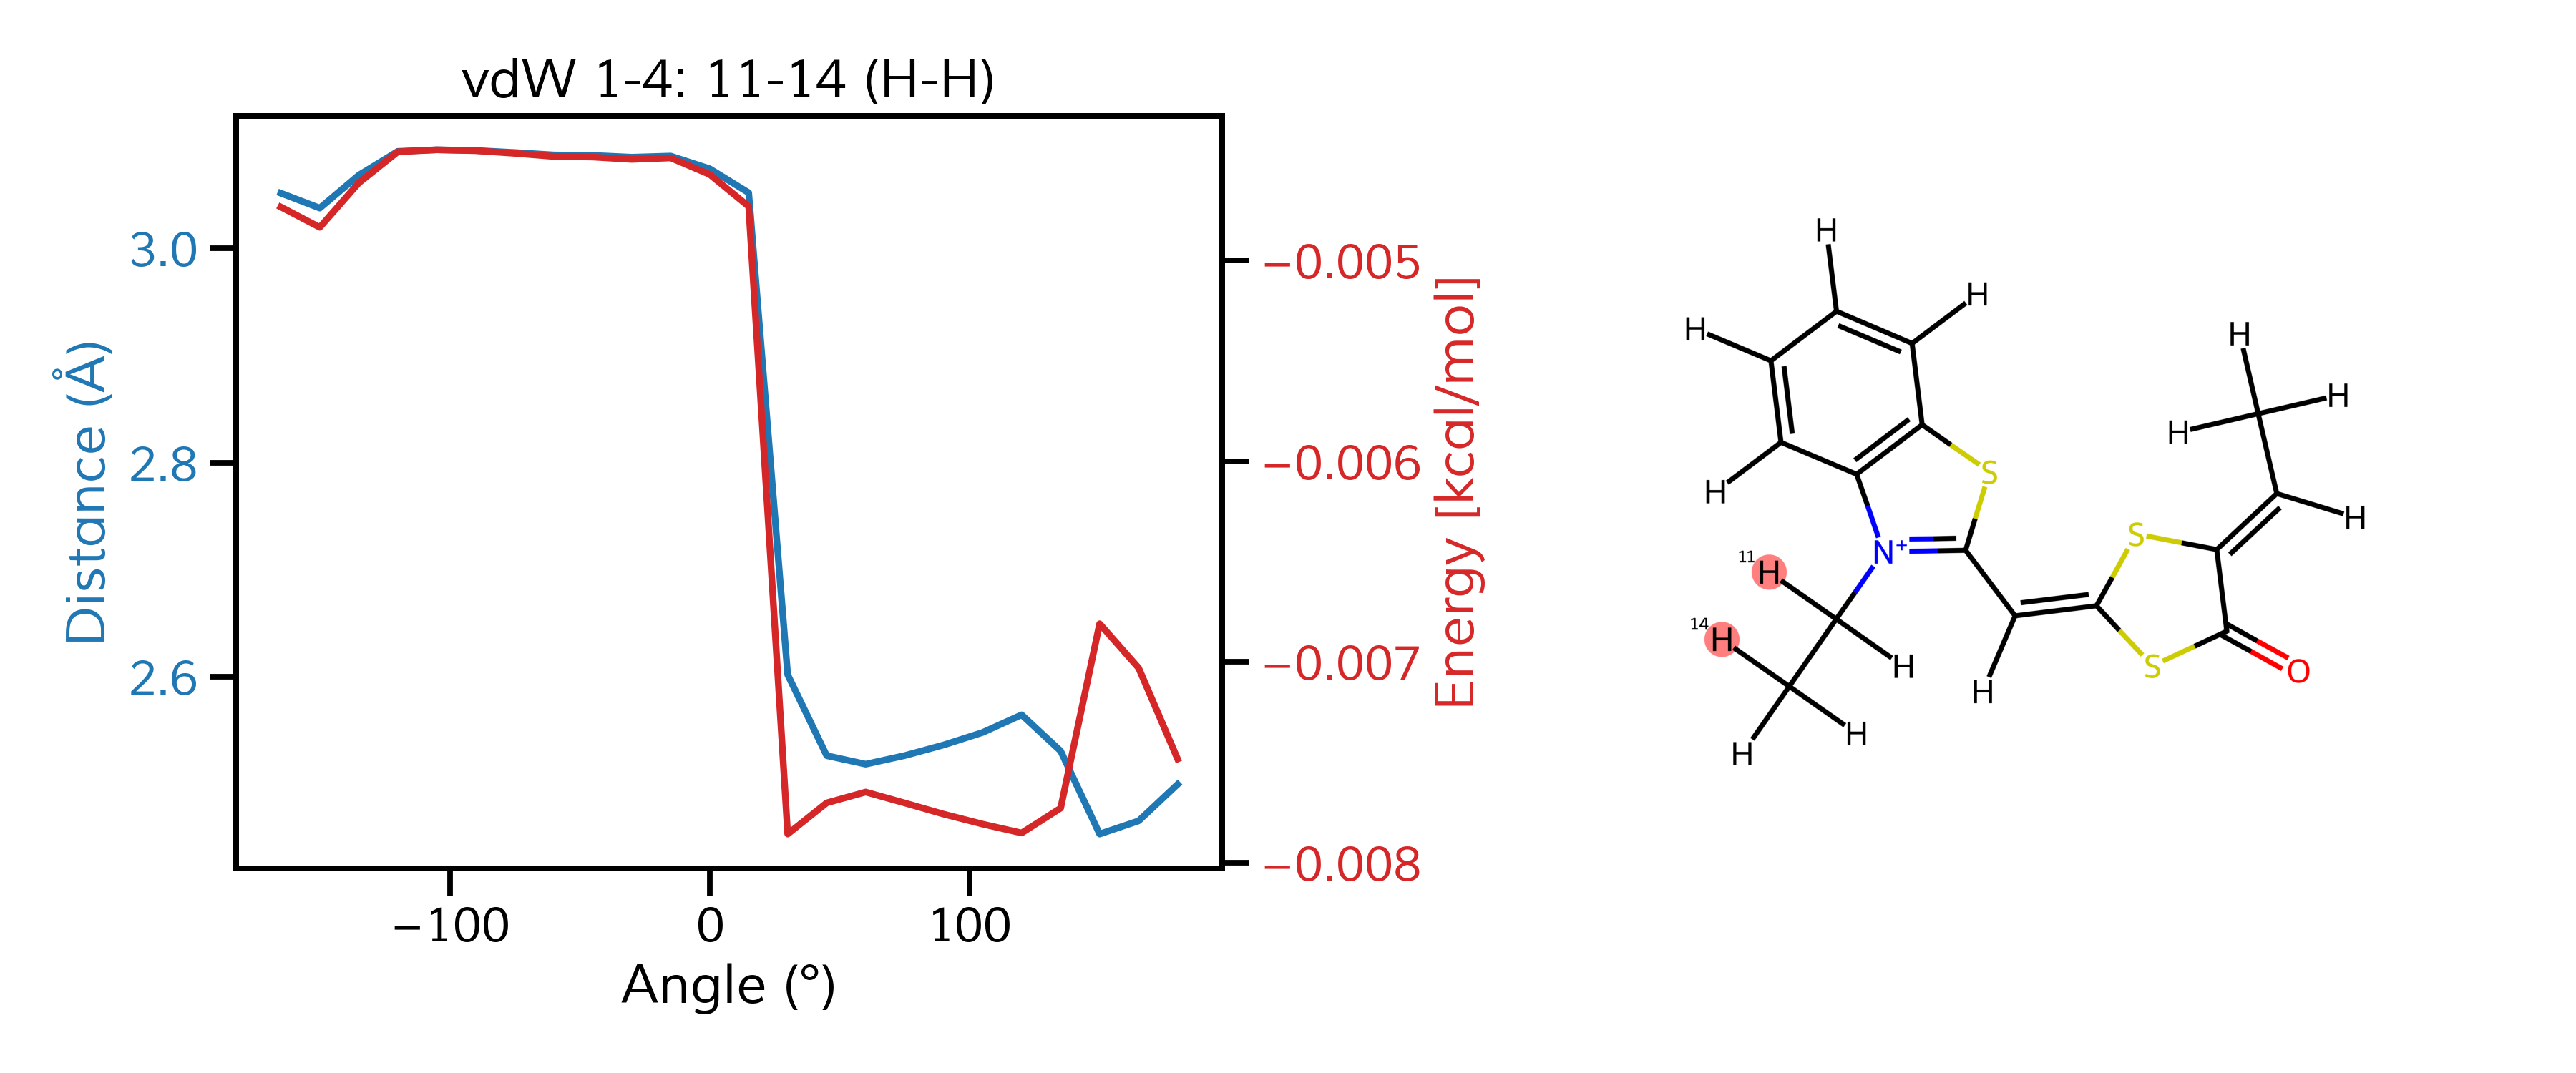 vdW 1-4: 11-14 (H-H)
3.0
2.8
2.6
Distance (Å)
−0.005
−0.006
−0.007
−0.008
Energy [kcal/mol]
−100
0
100
Angle (°)
H
H
H
H
H
H
H
S
H
H
S
N⁺
11
H
14
H
H
H
S
O
H
H